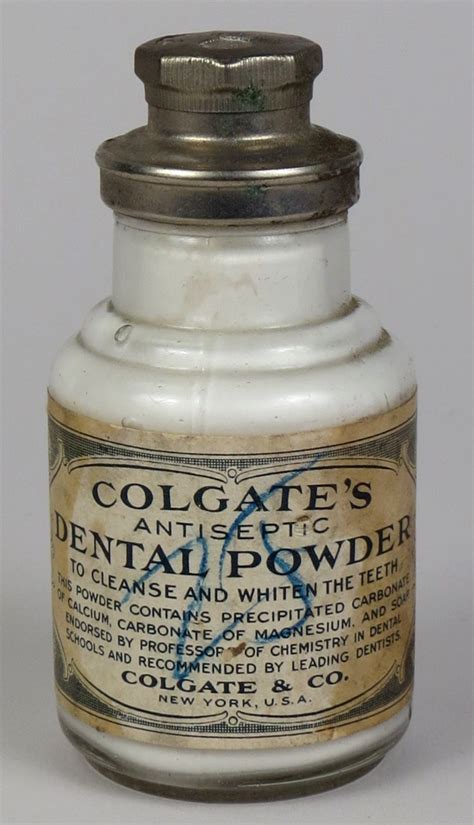 COLGATE'S
ANTISEPTIC
DENTAL POWDER
TO CLEANSE AND WHITEN THE TEETH
THIS POWDER CONTAINS PRECIPITATED CARBONATE
OF CALCIUM, CARBONATE OF MAGNESIUM, AND SOAP
ENDORSED BY PROFESSORS OF CHEMISTRY IN DENTAL
SCHOOLS AND RECOMMENDED BY LEADING DENTISTS.
COLGATE & CO.
NEW YORK, U.S.A.
75